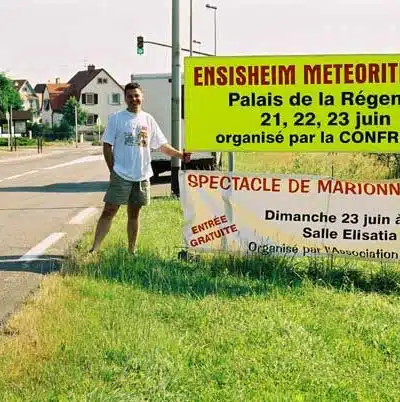 ENSISHEIM METEORIT
Palais de la Régen
21, 22, 23 juin
organisé par la CONFR
SPECTACLE DE MARIONN
ENTRÉE
GRATUITE
Dimanche 23 juin à
Salle Elisatia
Organisé par l'Association